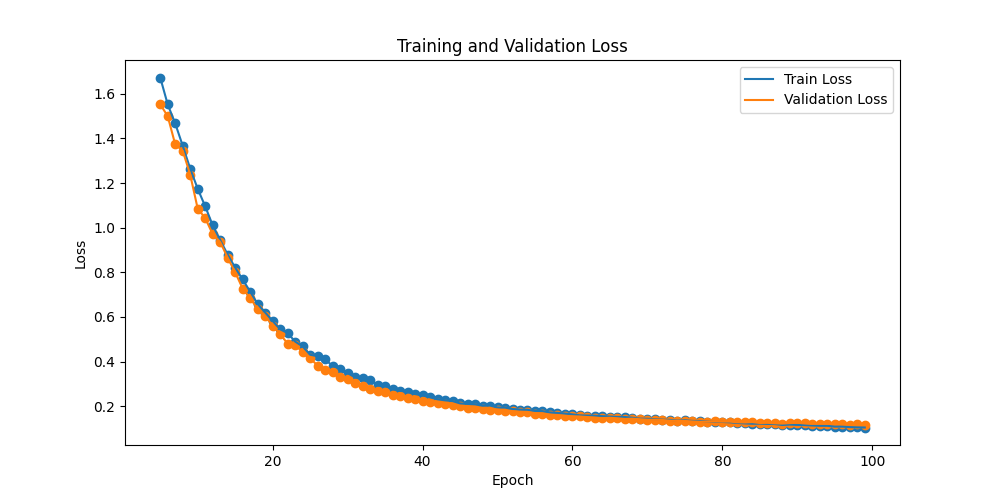 Training and Validation Loss
Train Loss
Validation Loss
1.6
1.4
1.2
1.0
0.8
0.6
0.4
0.2
Loss
20 40 60 80 100
Epoch